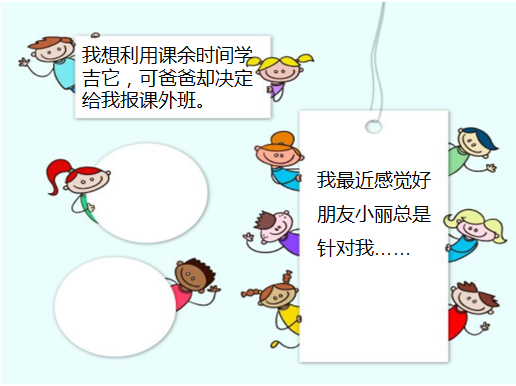 我想利用课余时间学
吉它，可爸爸却决定
给我报课外班。
我最近感觉好
朋友小丽总是
针对我……